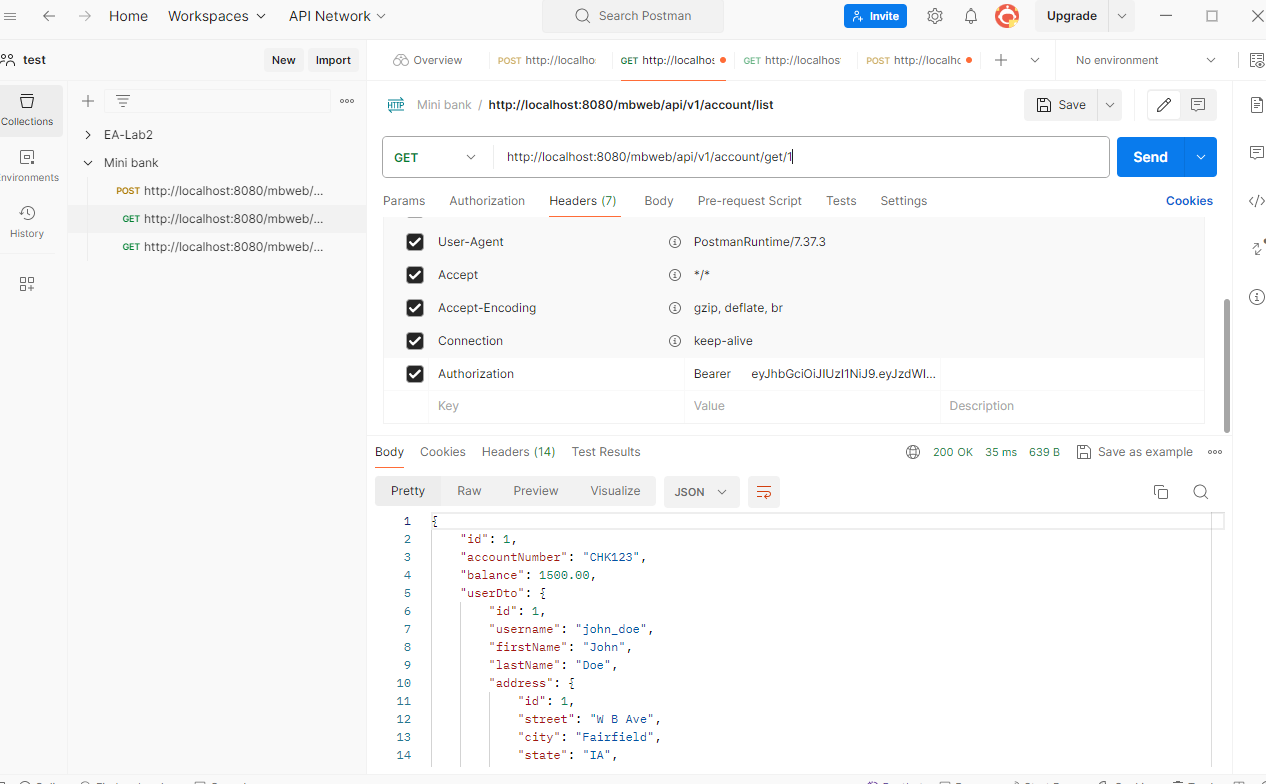 Home Workspaces API Network Search Postman Invite Upgrade
test New Import Overview POST http://localho GET http://localhos GET http://localhos POST http://localhc No environment
Collections
Environments
History
EA-Lab2
Mini bank
POST http://localhost:8080/mbweb/...
GET http://localhost:8080/mbweb/...
GET http://localhost:8080/mbweb/...
Mini bank / http://localhost:8080/mbweb/api/v1/account/list Save
GET http://localhost:8080/mbweb/api/v1/account/get/1 Send
Params Authorization Headers (7) Body Pre-request Script Tests Settings Cookies
User-Agent PostmanRuntime/7.37.3
Accept */*
Accept-Encoding gzip, deflate, br
Connection keep-alive
Authorization Bearer eyJhbGciOiJIUzI1NiJ9.eyJzdWI...
Key Value Description
Body Cookies Headers (14) Test Results 200 OK 35 ms 639 B Save as example
Pretty Raw Preview Visualize JSON
1 {
2 "id": 1,
3 "accountNumber": "CHK123",
4 "balance": 1500.00,
5 "userDto": {
6 "id": 1,
7 "username": "john_doe",
8 "firstName": "John",
9 "lastName": "Doe",
10 "address": {
11 "id": 1,
12 "street": "W B Ave",
13 "city": "Fairfield",
14 "state": "IA",